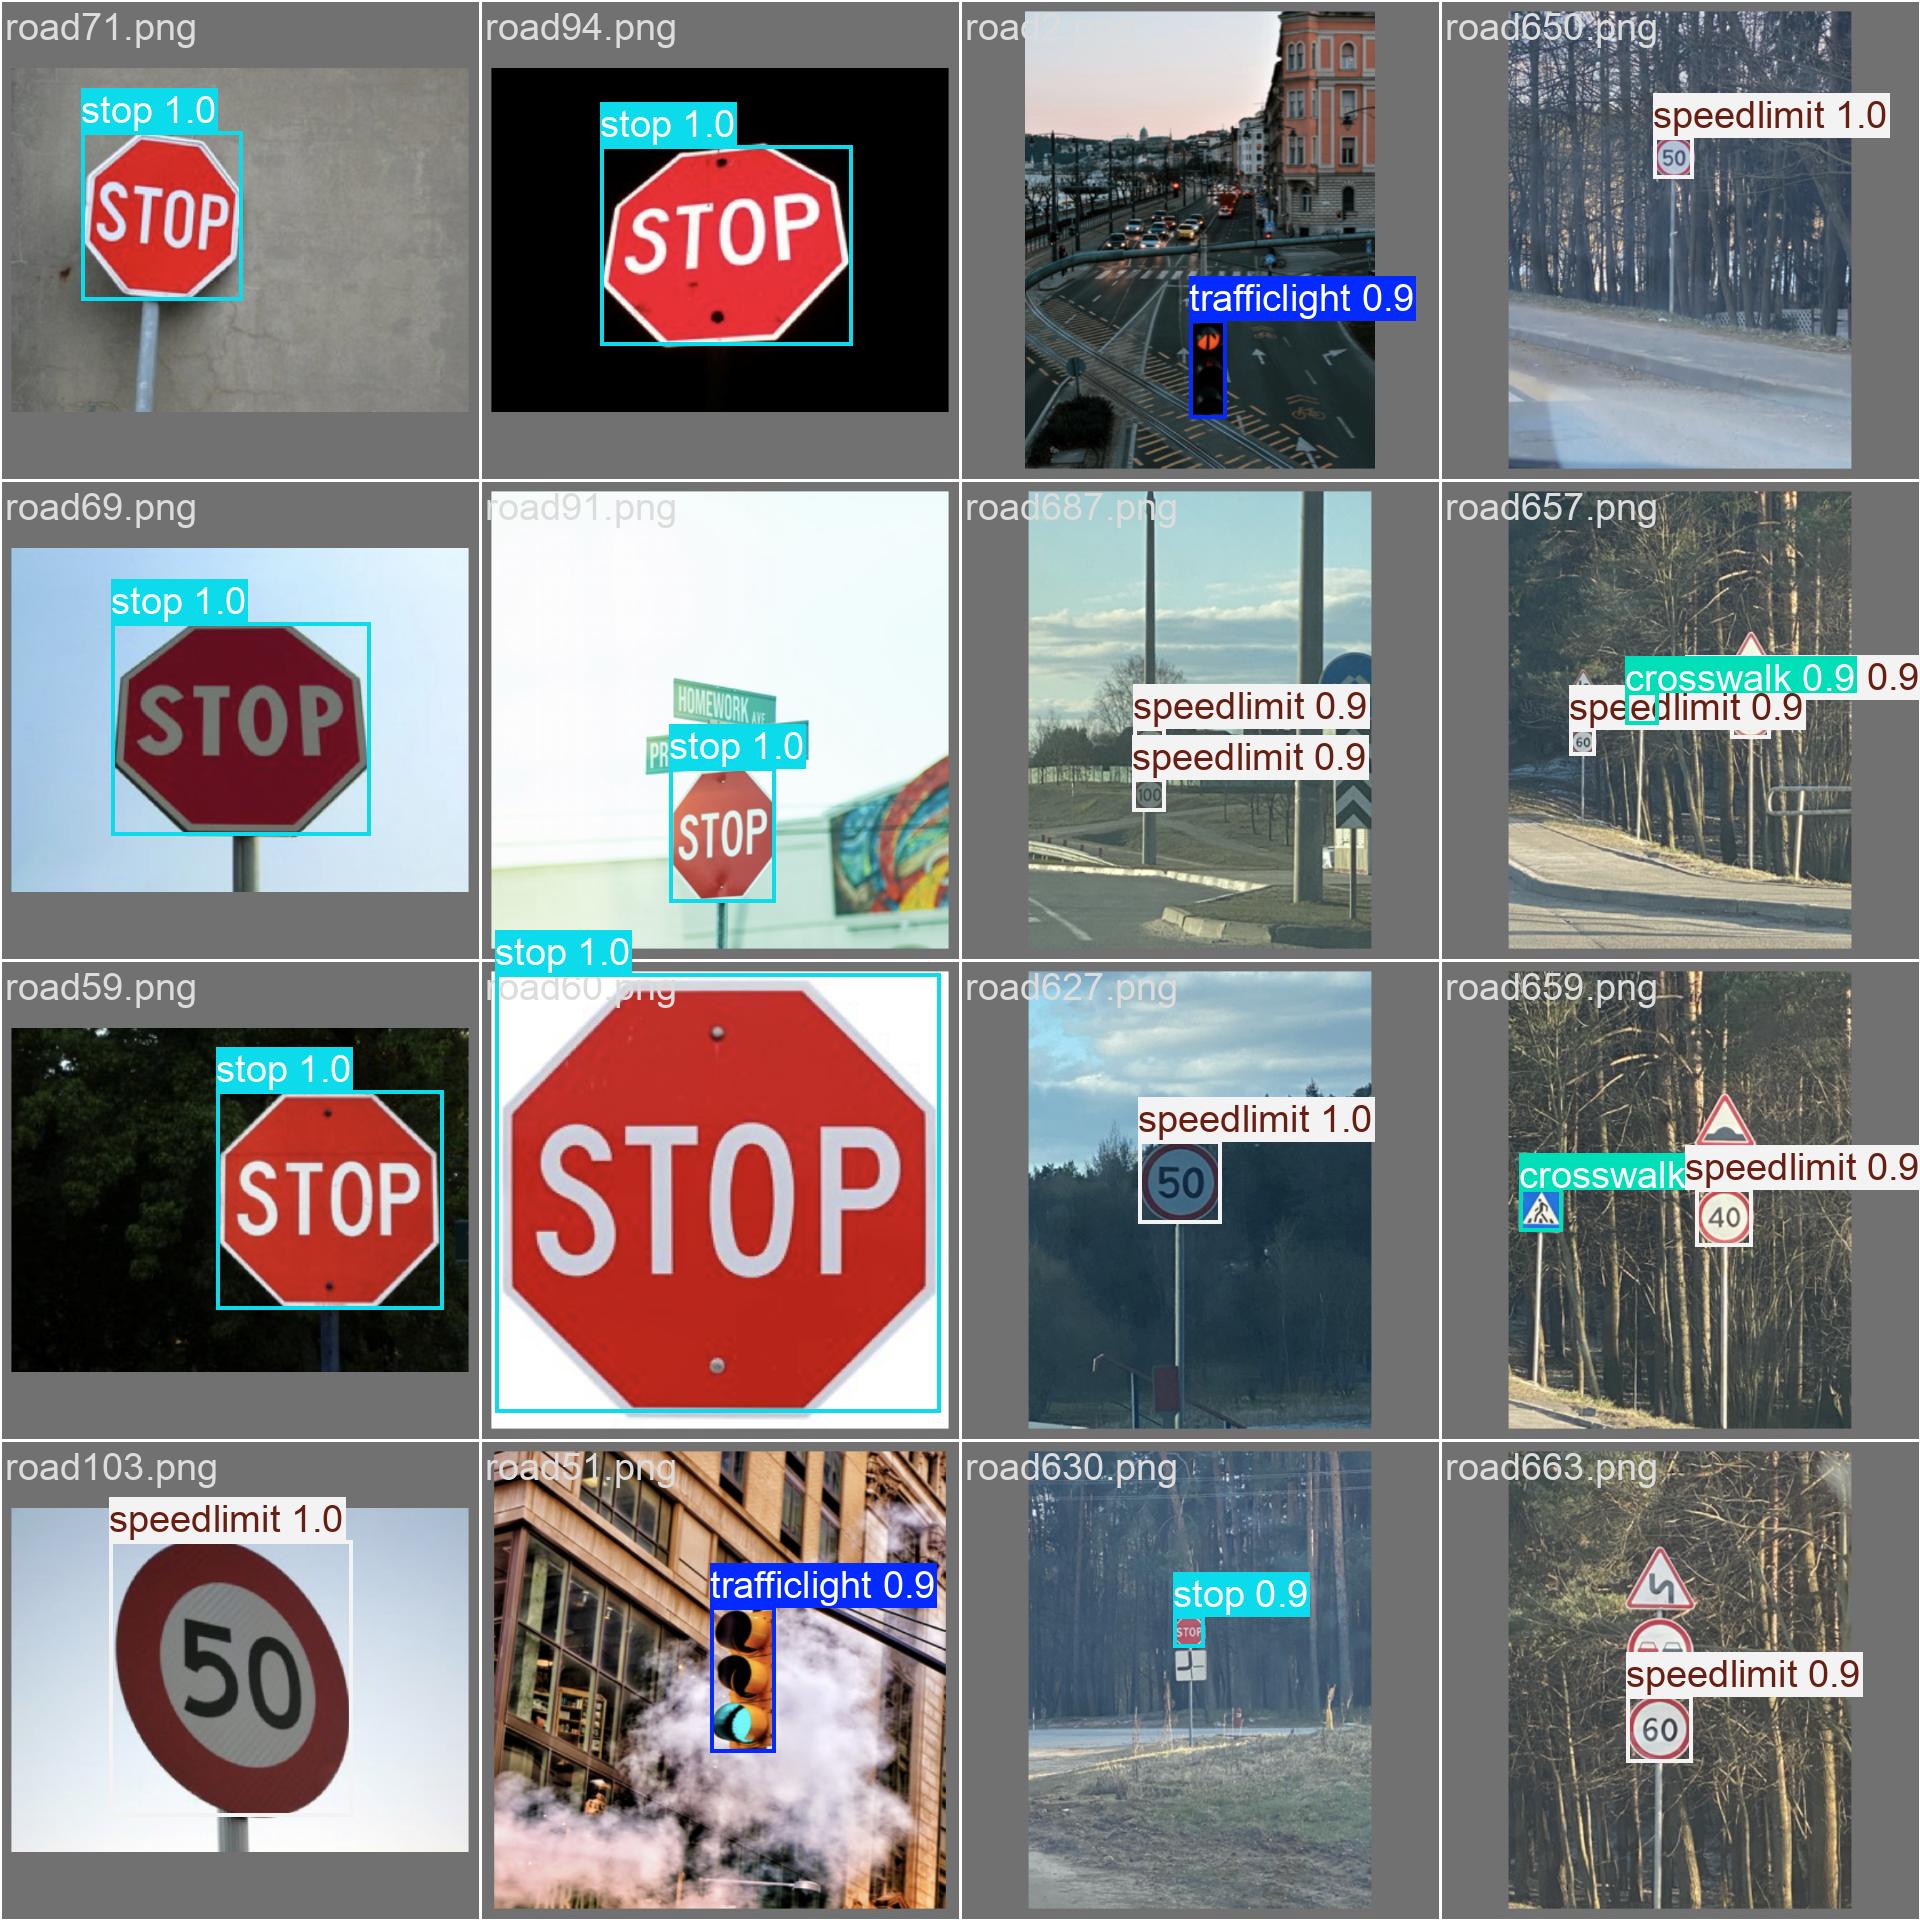 road71.png
stop 1.0
STOP
road94.png
stop 1.0
STOP
road2
trafficlight 0.9
road650.png
speedlimit 1.0
50
road69.png
stop 1.0
STOP
road91.png
HOMEWORK AVE
PR
stop 1.0
STOP
road687.png
speedlimit 0.9
speedlimit 0.9
100
road657.png
crosswalk 0.9
0.9
speedlimit 0.9
60
road59.png
stop 1.0
STOP
stop 1.0
road60.png
STOP
road627.png
speedlimit 1.0
50
road659.png
crosswalk
speedlimit 0.9
40
road103.png
speedlimit 1.0
50
road51.png
trafficlight 0.9
road630.png
stop 0.9
STOP
road663.png
speedlimit 0.9
60